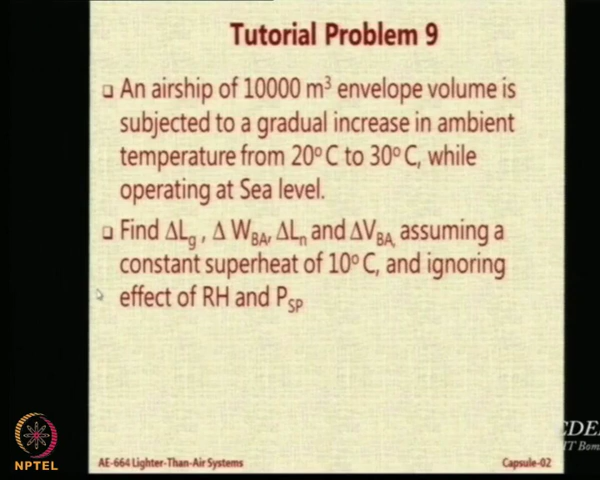 Tutorial Problem 9
❑ An airship of 10000 m³ envelope volume is
subjected to a gradual increase in ambient
temperature from 20° C to 30° C, while
operating at Sea level.
❑ Find ΔLg , Δ WBA, ΔLn and ΔVBA, assuming a
constant superheat of 10° C, and ignoring
effect of RH and PSP
NPTEL
AE-664 Lighter-Than-Air Systems
Capsule-02